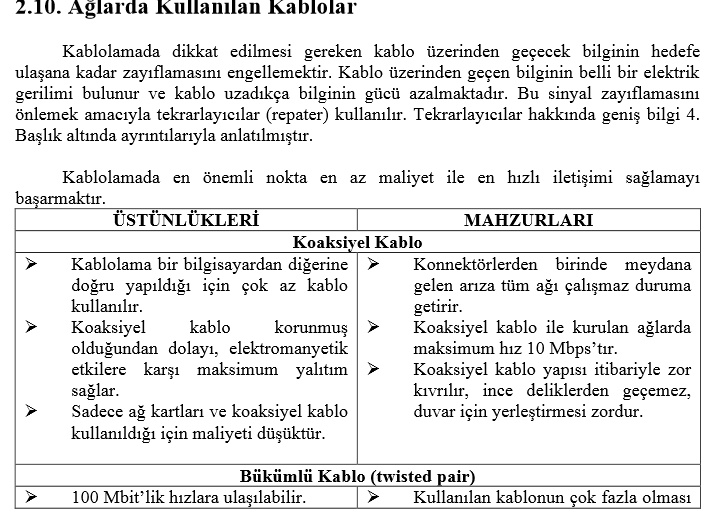 2.10. Ağlarda Kullanılan Kablolar
Kablolamada dikkat edilmesi gereken kablo üzerinden geçecek bilginin hedefe
ulaşana kadar zayıflamasını engellemektir. Kablo üzerinden geçen bilginin belli bir elektrik
gerilimi bulunur ve kablo uzadıkça bilginin gücü azalmaktadır. Bu sinyal zayıflamasını
önlemek amacıyla tekrarlayıcılar (repater) kullanılır. Tekrarlayıcılar hakkında geniş bilgi 4.
Başlık altında ayrıntılarıyla anlatılmıştır.
Kablolamada en önemli nokta en az maliyet ile en hızlı iletişimi sağlamayı
başarmaktır.
ÜSTÜNLÜKLERİ
MAHZURLARI
Koaksiyel Kablo
➢ Kablolama bir bilgisayardan diğerine
doğru yapıldığı için çok az kablo
kullanılır.
➢ Koaksiyel kablo korunmuş
olduğundan dolayı, elektromanyetik
etkilere karşı maksimum yalıtım
sağlar.
➢ Sadece ağ kartları ve koaksiyel kablo
kullanıldığı için maliyeti düşüktür.
➢ Konnektörlerden birinde meydana
gelen arıza tüm ağı çalışmaz duruma
getirir.
➢ Koaksiyel kablo ile kurulan ağlarda
maksimum hız 10 Mbps’tır.
➢ Koaksiyel kablo yapısı itibariyle zor
kıvrılır, ince deliklerden geçemez,
duvar için yerleştirmesi zordur.
Bükümlü Kablo (twisted pair)
➢ 100 Mbit’lik hızlara ulaşılabilir.
➢ Kullanılan kablonun çok fazla olması